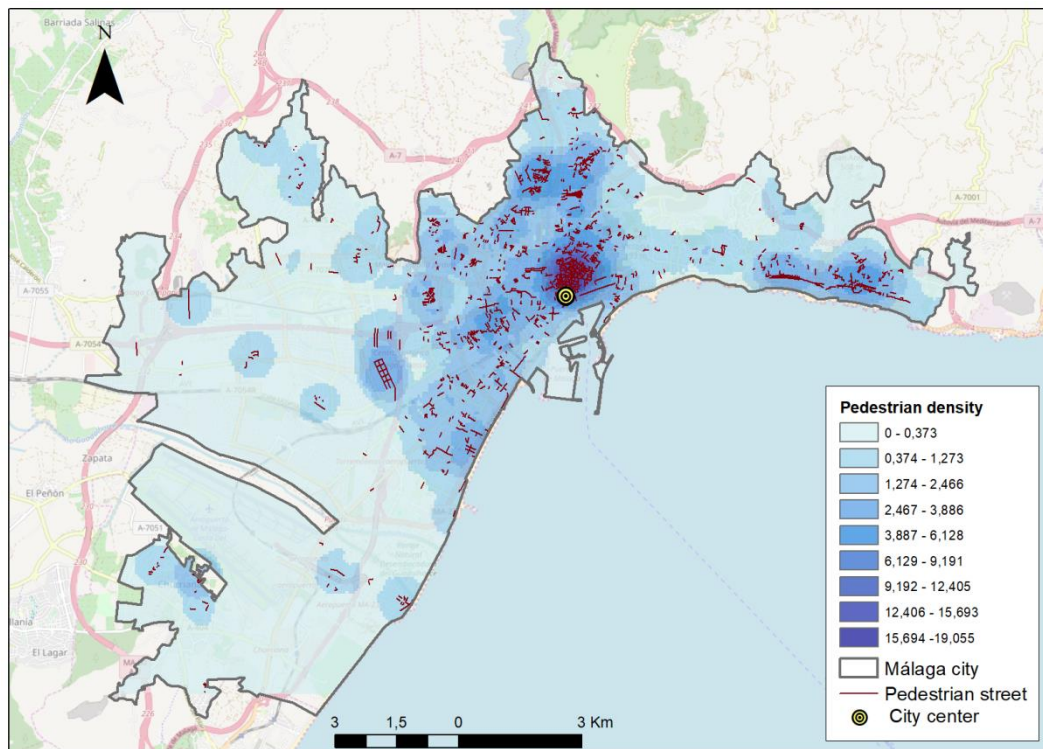 Barriada Salinas
N
A-7
A-7001
A-7
A-7055
A-7054
Zapata
El Peñón
A-7051
El Lagar
3 1,5 0 3 Km
Pedestrian density
0 - 0,373
0,374 - 1,273
1,274 - 2,466
2,467 - 3,886
3,887 - 6,128
6,129 - 9,191
9,192 - 12,405
12,406 - 15,693
15,694 -19,055
Málaga city
Pedestrian street
City center